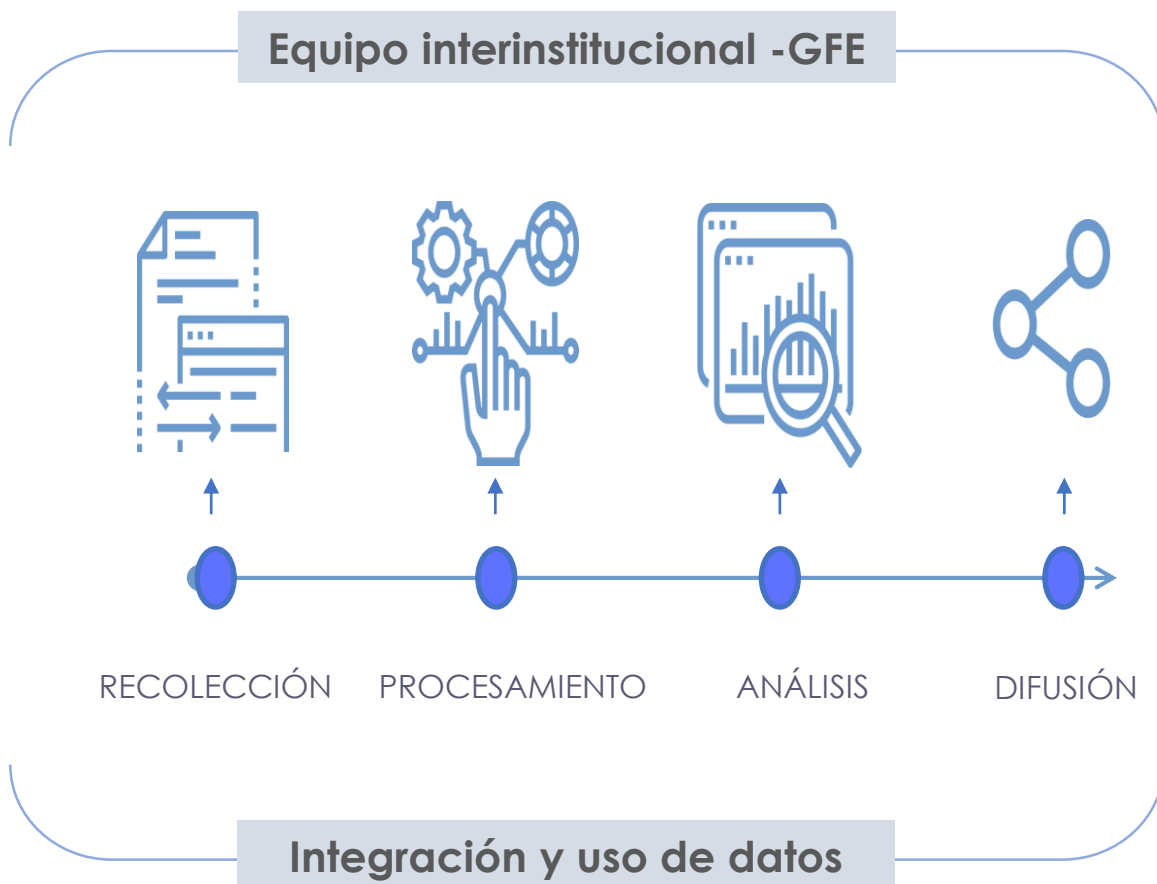 Equipo interinstitucional -GFE
RECOLECCIÓN PROCESAMIENTO ANÁLISIS DIFUSIÓN
Integración y uso de datos